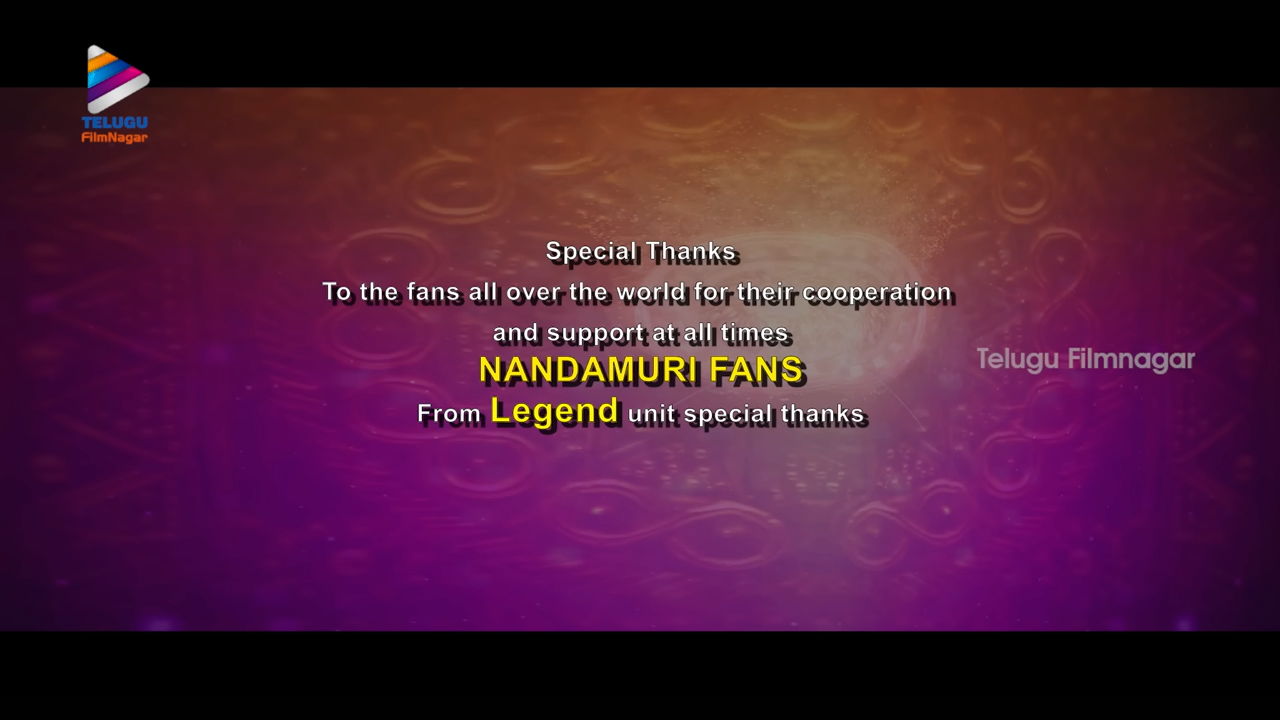 TELUGU
FilmNagar
Special Thanks
To the fans all over the world for their cooperation
and support at all times
NANDAMURI FANS
From Legend unit special thanks
Telugu Filmnagar